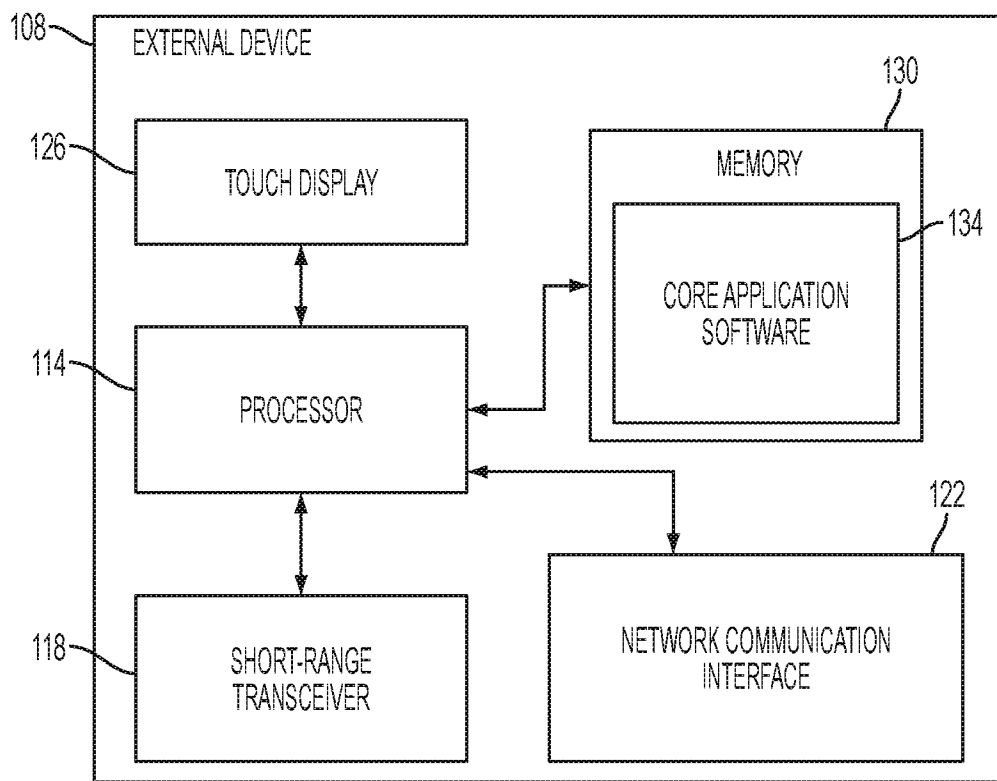 108
EXTERNAL DEVICE
130
126
TOUCH DISPLAY
MEMORY
134
CORE APPLICATION
SOFTWARE
114
PROCESSOR
122
118
SHORT-RANGE
TRANSCEIVER
NETWORK COMMUNICATION
INTERFACE